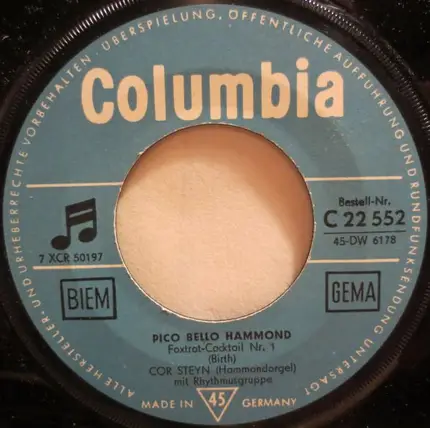 ALLE HERSTELLER- UND URHEBERRECHTE VORBEHALTEN. ÜBERSPIELUNG, ÖFFENTLICHE AUFFÜHRUNG UND RUNDFUNKSENDUNG UNTERSAGT
Columbia
Bestell-Nr.
C 22 552
45-DW 6178
7 XCR 50197
BIEM
GEMA
PICO BELLO HAMMOND
Foxtrot-Cocktail Nr. 1
(Birth)
COR STEYN (Hammondorgel)
mit Rhythmusgruppe
MADE IN 45 GERMANY